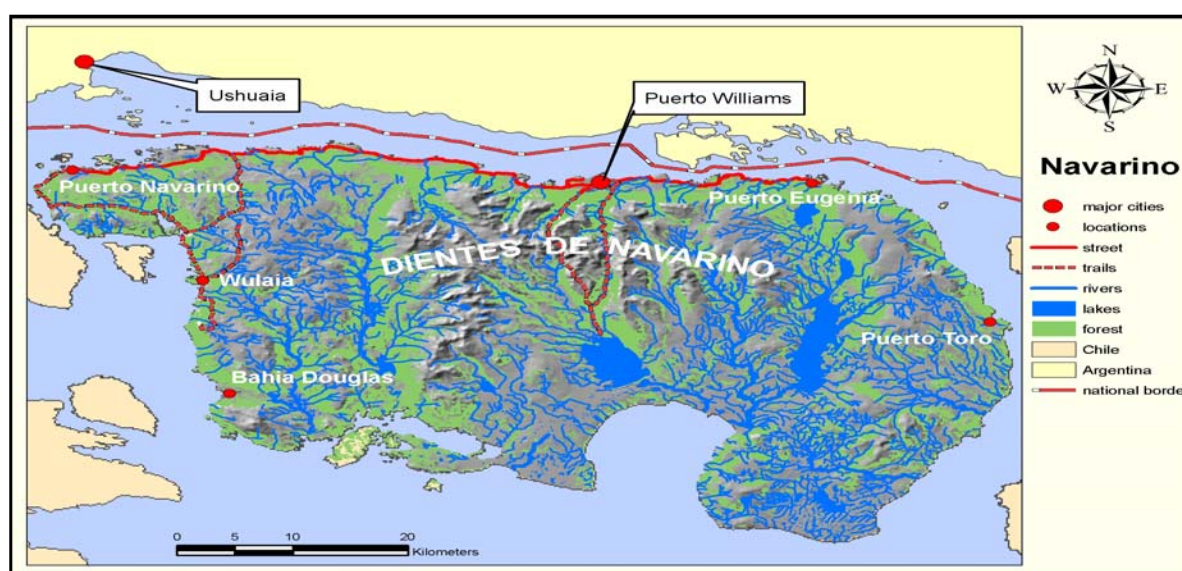 Ushuaia
Puerto Williams
Puerto Navarino
Puerto Eugenia
DIENTES DE NAVARINO
Wulaia
Puerto Toro
Bahia Douglas
0 5 10 20
Kilometers
N
W E
S
Navarino
major cities
locations
street
trails
rivers
lakes
forest
Chile
Argentina
national border